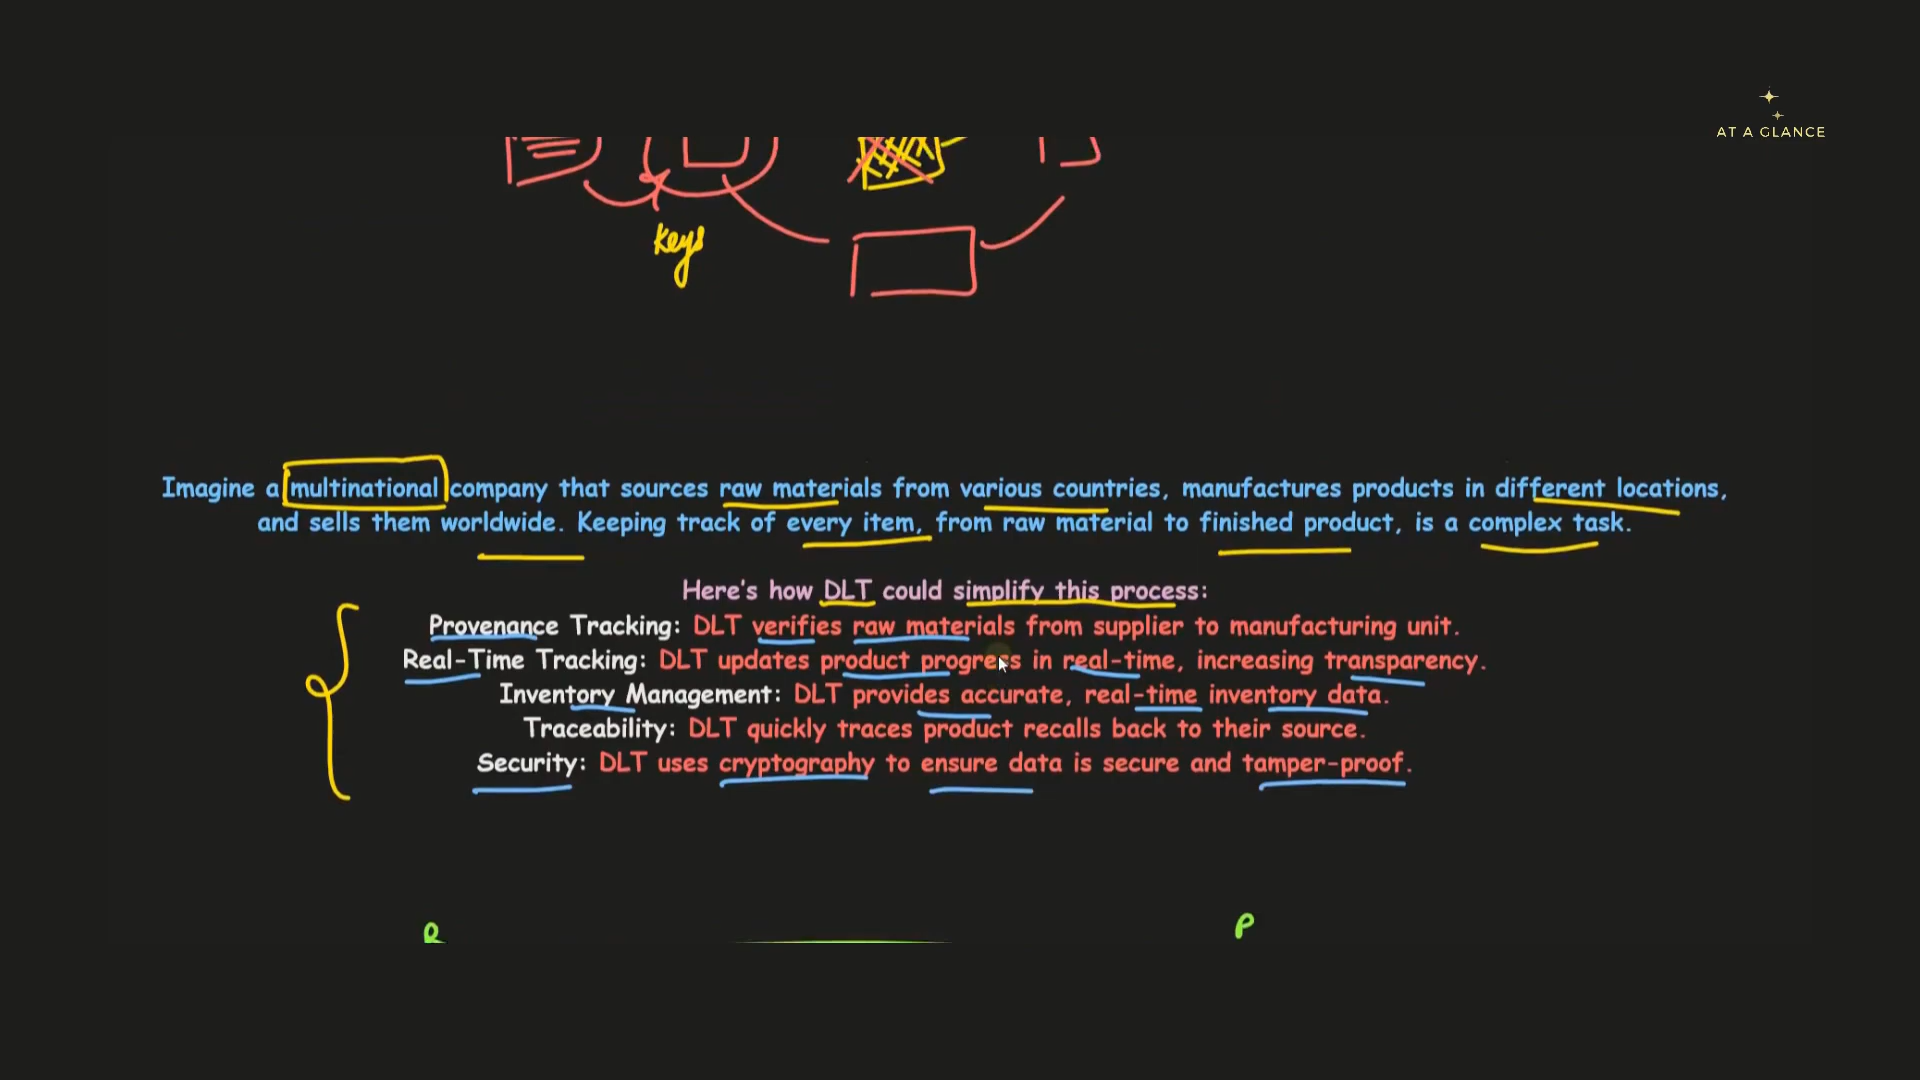 AT A GLANCE
keys
Imagine a multinational company that sources raw materials from various countries, manufactures products in different locations,
and sells them worldwide. Keeping track of every item, from raw material to finished product, is a complex task.
Here's how DLT could simplify this process:
Provenance Tracking: DLT verifies raw materials from supplier to manufacturing unit.
Real-Time Tracking: DLT updates product progress in real-time, increasing transparency.
Inventory Management: DLT provides accurate, real-time inventory data.
Traceability: DLT quickly traces product recalls back to their source.
Security: DLT uses cryptography to ensure data is secure and tamper-proof.
P